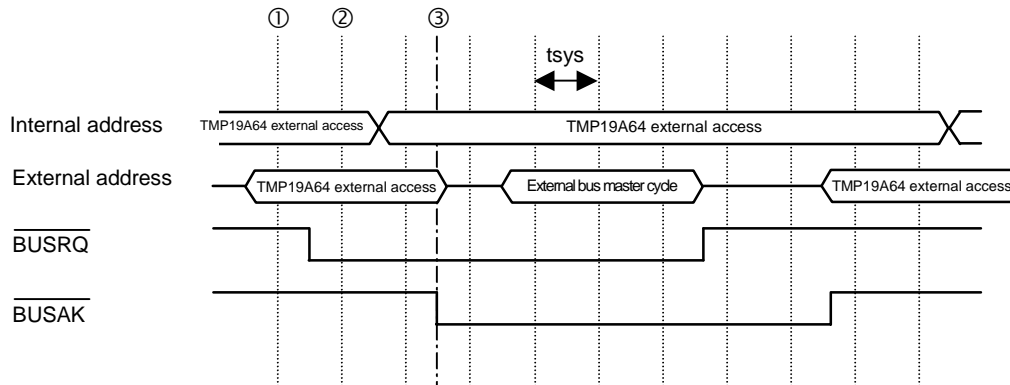 ① ② ③
tsys
Internal address TMP19A64 external access TMP19A64 external access
External address TMP19A64 external access External bus master cycle TMP19A64 external access
BUSRQ
BUSAK